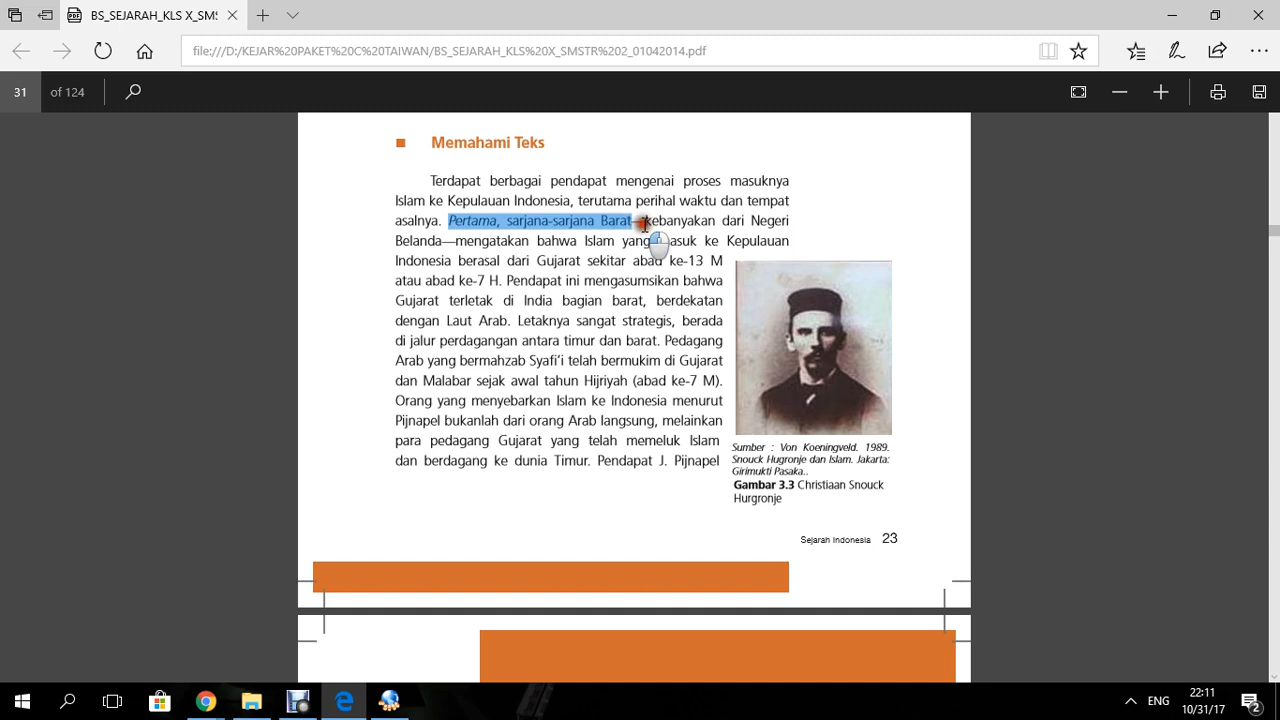 BS_SEJARAH_KLS X_SMS
file:///D:/KEJAR%20PAKET%20C%20TAIWAN/BS_SEJARAH_KLS%20X_SMSTR%202_01042014.pdf
31 of 124
Memahami Teks
Terdapat berbagai pendapat mengenai proses masuknya
Islam ke Kepulauan Indonesia, terutama perihal waktu dan tempat
asalnya. Pertama, sarjana-sarjana Barat—kebanyakan dari Negeri
Belanda—mengatakan bahwa Islam yang masuk ke Kepulauan
Indonesia berasal dari Gujarat sekitar abad ke-13 M
atau abad ke-7 H. Pendapat ini mengasumsikan bahwa
Gujarat terletak di India bagian barat, berdekatan
dengan Laut Arab. Letaknya sangat strategis, berada
di jalur perdagangan antara timur dan barat. Pedagang
Arab yang bermahzab Syafi'i telah bermukim di Gujarat
dan Malabar sejak awal tahun Hijriyah (abad ke-7 M).
Orang yang menyebarkan Islam ke Indonesia menurut
Pijnapel bukanlah dari orang Arab langsung, melainkan
para pedagang Gujarat yang telah memeluk Islam
dan berdagang ke dunia Timur. Pendapat J. Pijnapel
Sumber : Von Koeningveld. 1989.
Snouck Hugronje dan Islam. Jakarta:
Girimukti Pasaka..
Gambar 3.3 Christiaan Snouck
Hurgronje
Sejarah Indonesia 23
ENG
22:11
10/31/17
2